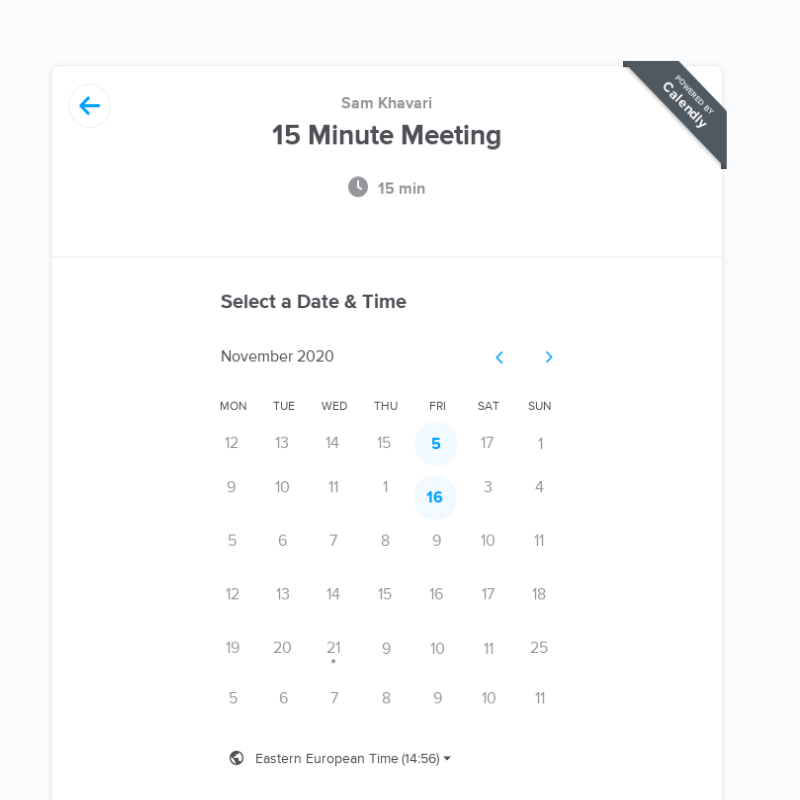 Sam Khavari
15 Minute Meeting
15 min
POWERED BY
Calendly
Select a Date & Time
November 2020
MON TUE WED THU FRI SAT SUN
12 13 14 15 5 17 1
9 10 11 1 16 3 4
5 6 7 8 9 10 11
12 13 14 15 16 17 18
19 20 21 9 10 11 25
5 6 7 8 9 10 11
Eastern European Time (14:56)